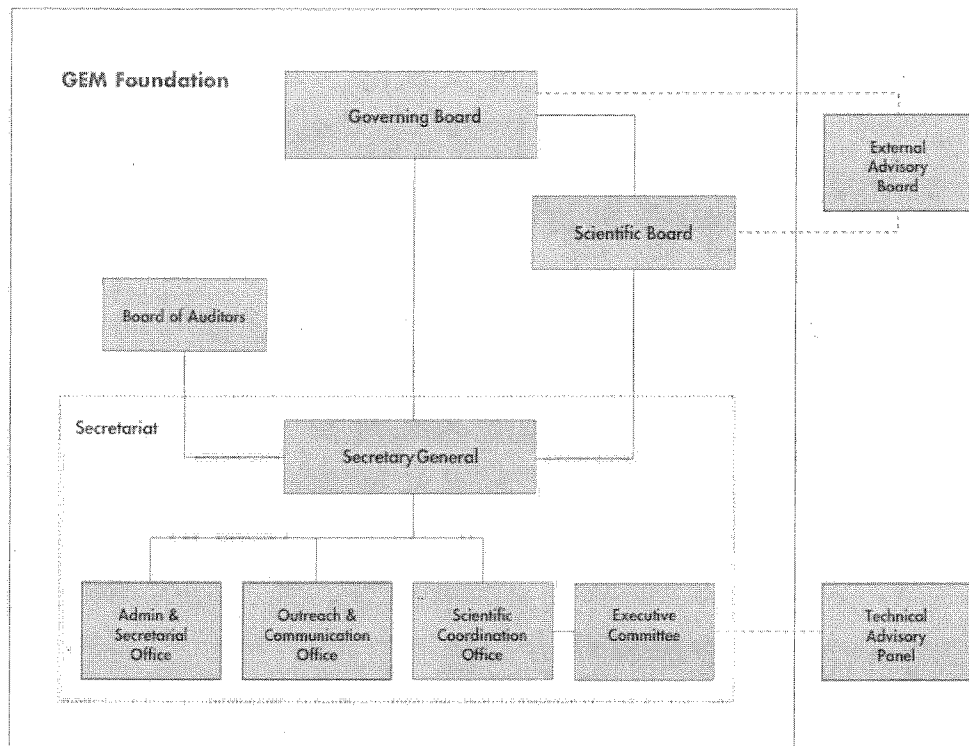 GEM Foundation
Governing Board
External
Advisory
Board
Scientific Board
Board of Auditors
Secretariat
Secretary General
Admin &
Secretarial
Office
Outreach &
Communication
Office
Scientific
Coordination
Office
Executive
Committee
Technical
Advisory
Panel